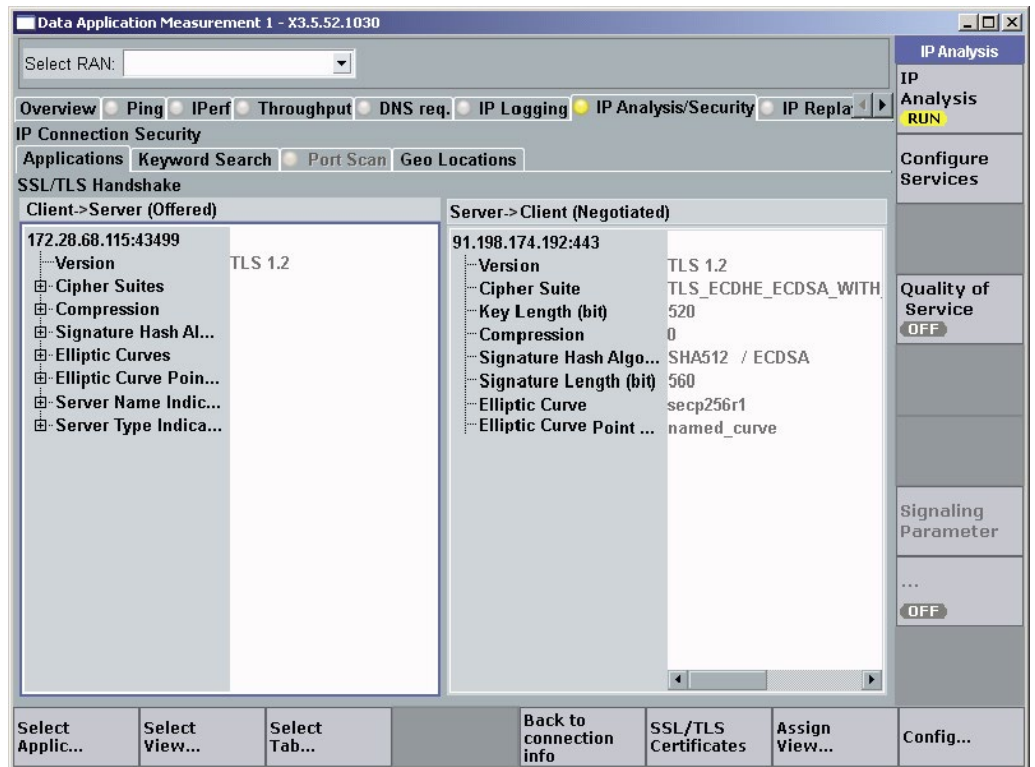 Data Application Measurement 1 - X3.5.52.1030
Select RAN:
Overview Ping IPerf Throughput DNS req. IP Logging IP Analysis/Security IP Repla
IP Connection Security
Applications Keyword Search Port Scan Geo Locations
SSL/TLS Handshake
Client->Server (Offered)
172.28.68.115:43499
Version TLS 1.2
Cipher Suites
Compression
Signature Hash Al...
Elliptic Curves
Elliptic Curve Poin...
Server Name Indic...
Server Type Indica...
Server->Client (Negotiated)
91.198.174.192:443
Version TLS 1.2
Cipher Suite TLS_ECDHE_ECDSA_WITH_
Key Length (bit) 520
Compression 0
Signature Hash Algo... SHA512 / ECDSA
Signature Length (bit) 560
Elliptic Curve secp256r1
Elliptic Curve Point ... named_curve
IP Analysis
IP
Analysis
RUN
Configure
Services
Quality of
Service
OFF
Signaling
Parameter
...
OFF
Select
Applic...
Select
View...
Select
Tab...
Back to
connection
info
SSL/TLS
Certificates
Assign
View...
Config...